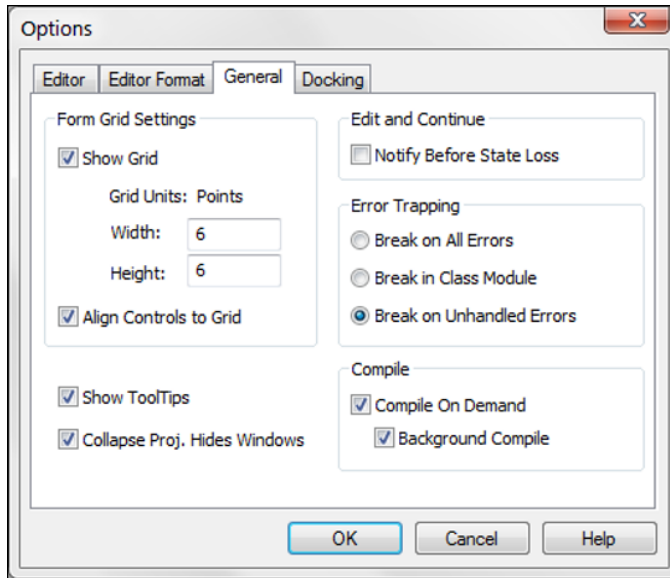 Options
Editor
Editor Format
General
Docking
Form Grid Settings
Show Grid
Grid Units: Points
Width: 6
Height: 6
Align Controls to Grid
Show ToolTips
Collapse Proj. Hides Windows
Edit and Continue
Notify Before State Loss
Error Trapping
Break on All Errors
Break in Class Module
Break on Unhandled Errors
Compile
Compile On Demand
Background Compile
OK
Cancel
Help